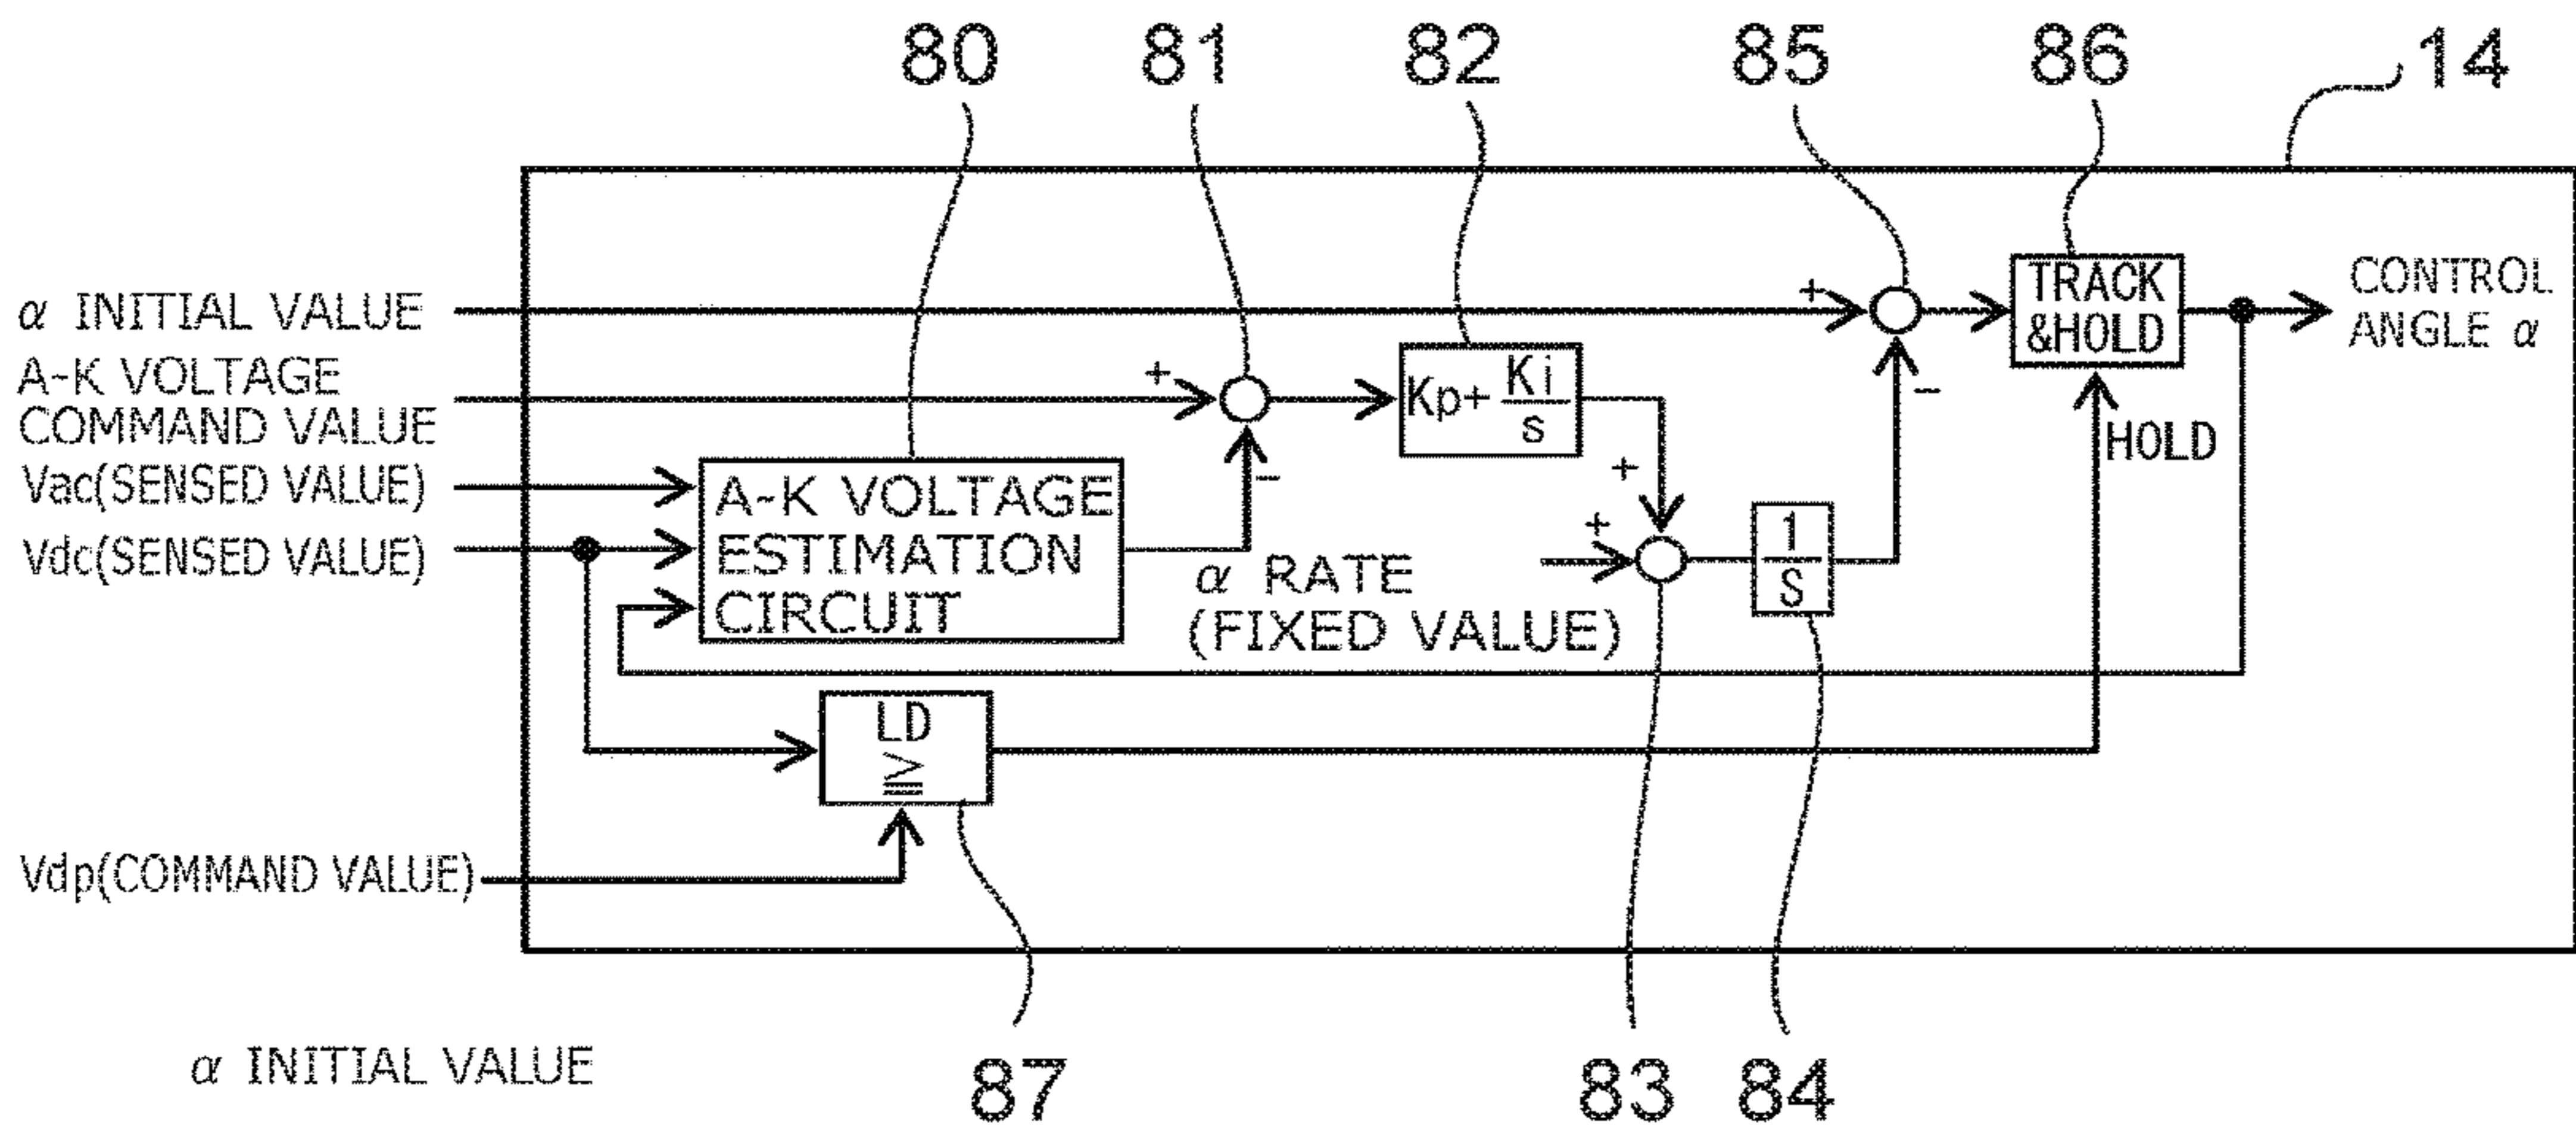 80
81
82
85
86
14
α INITIAL VALUE
A-K VOLTAGE
COMMAND VALUE
Vac(SENSED VALUE)
Vdc(SENSED VALUE)
Vdp(COMMAND VALUE)
A-K VOLTAGE
ESTIMATION
CIRCUIT
+
-
Kp+ Ki
s
+
+
α RATE
(FIXED VALUE)
1
S
+
-
TRACK
&HOLD
HOLD
CONTROL
ANGLE α
LD
≧
α INITIAL VALUE
87
83
84